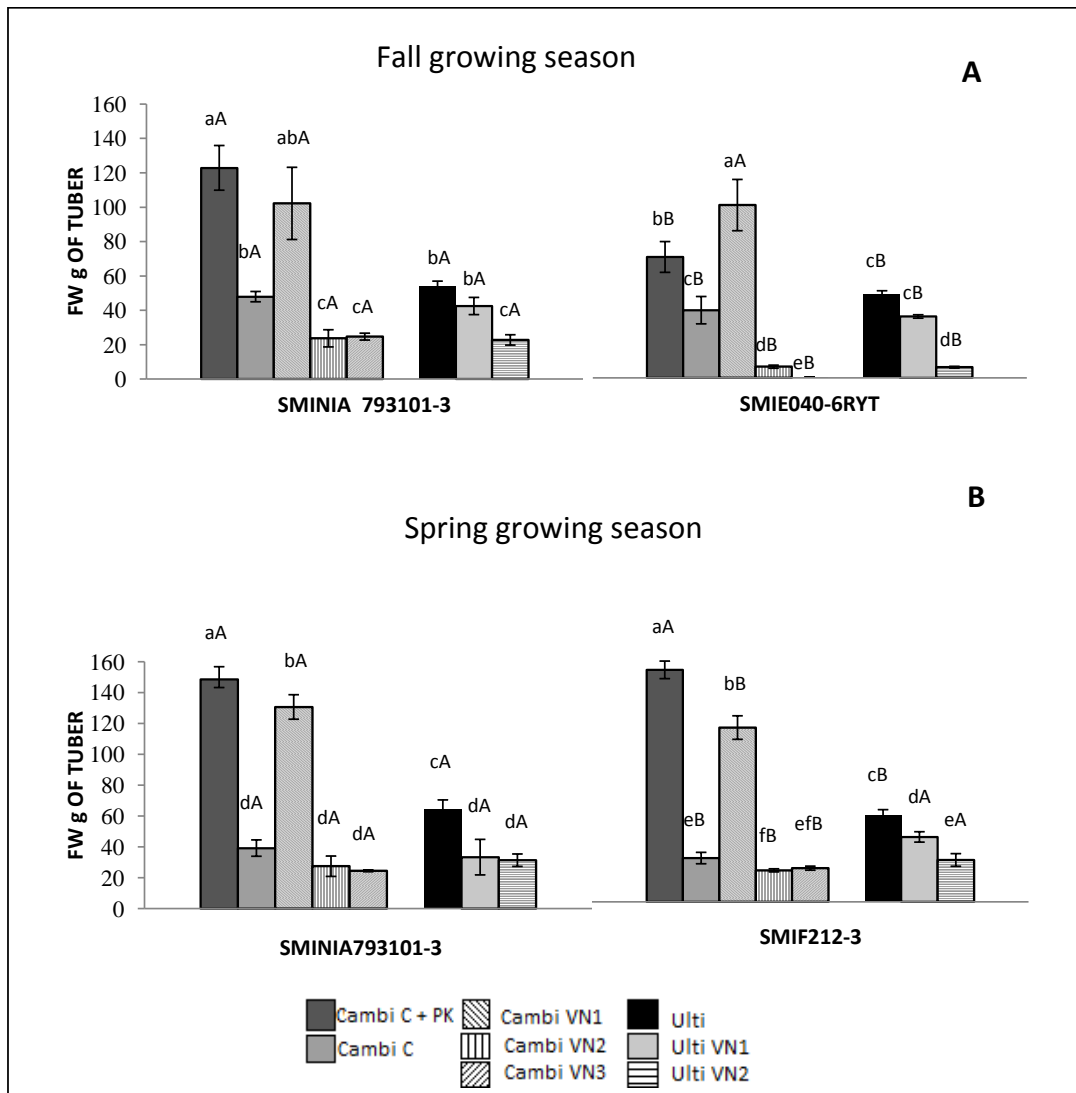 Fall growing season
A
FW g OF TUBER
160
140
120
100
80
60
40
20
0
aA
bA
abA
cA
cA
bA
bA
cA
SMINIA 793101-3
bB
cB
aA
dB
eB
cB
cB
dB
SMIE040-6RYT
B
Spring growing season
FW g OF TUBER
160
140
120
100
80
60
40
20
0
aA
dA
bA
dA
dA
cA
dA
dA
SMINIA793101-3
aA
eB
bB
fB
efB
cB
dA
eA
SMIF212-3
Cambi C + PK
Cambi C
Cambi VN1
Cambi VN2
Cambi VN3
Ulti
Ulti VN1
Ulti VN2